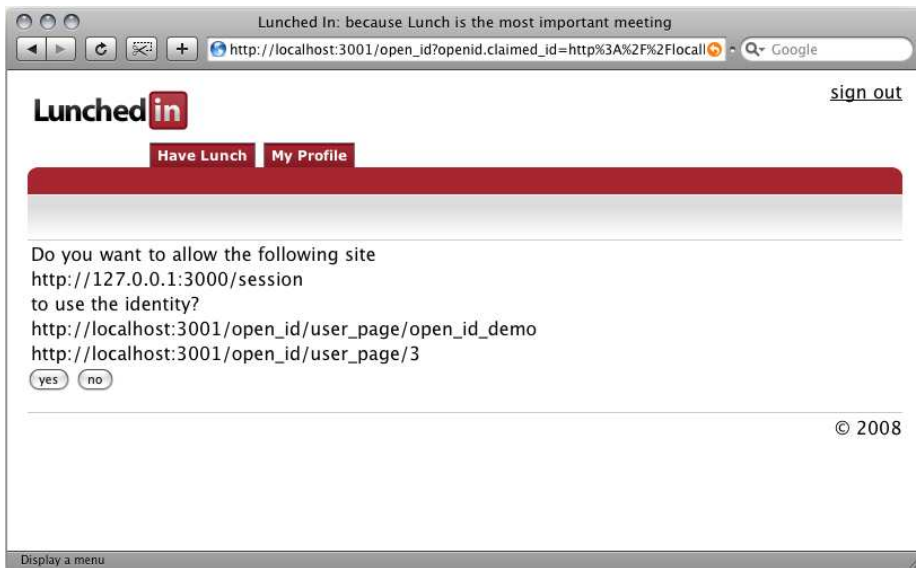 Lunched In: because Lunch is the most important meeting
http://localhost:3001/open_id?openid.claimed_id=http%3A%2F%2Flocall
Google
sign out
Lunched in
Have Lunch My Profile
Do you want to allow the following site
http://127.0.0.1:3000/session
to use the identity?
http://localhost:3001/open_id/user_page/open_id_demo
http://localhost:3001/open_id/user_page/3
yes no
© 2008
Display a menu